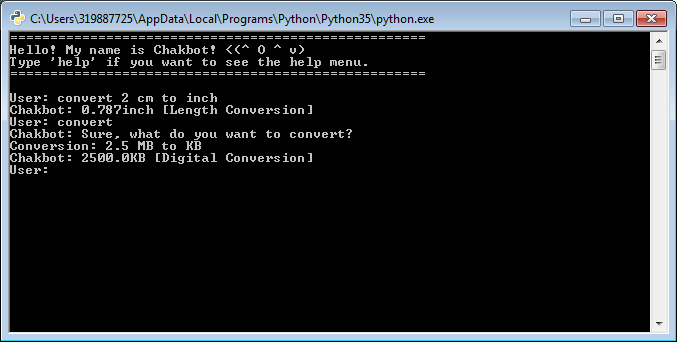 C:\Users\319887725\AppData\Local\Programs\Python\Python35\python.exe
====================================================
Hello! My name is Chakbot! <(^ O ^ v)
Type 'help' if you want to see the help menu.
====================================================
User: convert 2 cm to inch
Chakbot: 0.787inch [Length Conversion]
User: convert
Chakbot: Sure, what do you want to convert?
Conversion: 2.5 MB to KB
Chakbot: 2500.0KB [Digital Conversion]
User: